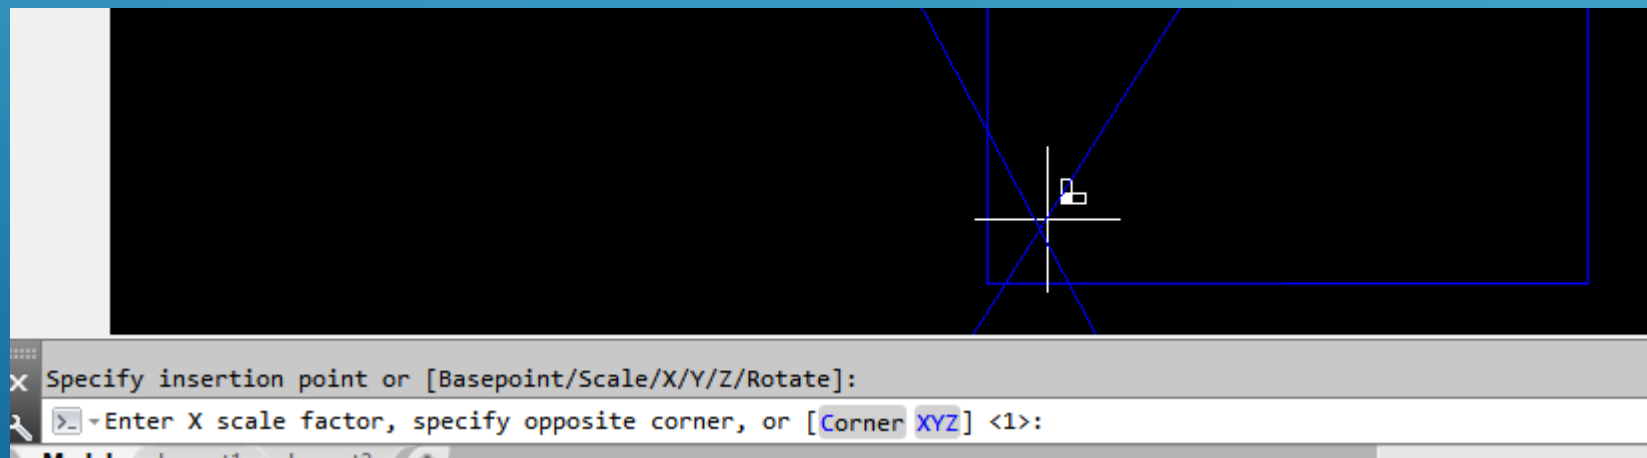 Specify insertion point or [Basepoint/Scale/X/Y/Z/Rotate]:
Enter X scale factor, specify opposite corner, or [Corner XYZ] <1>: